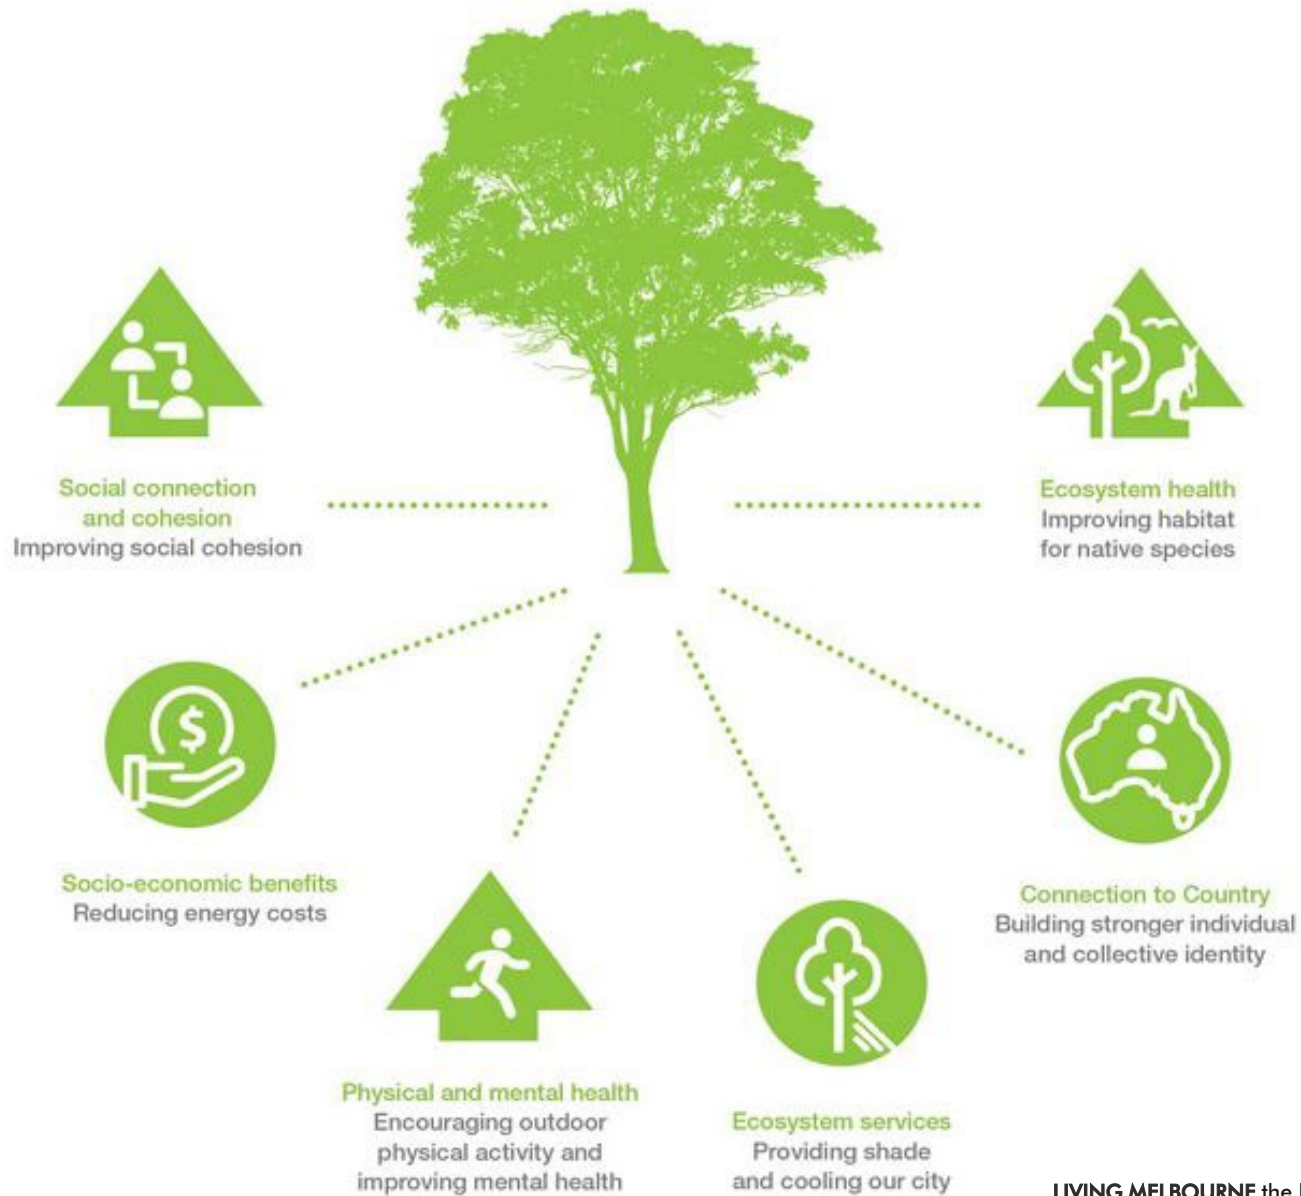 Social connection
and cohesion
Improving social cohesion
Ecosystem health
Improving habitat
for native species
$
Socio-economic benefits
Reducing energy costs
Connection to Country
Building stronger individual
and collective identity
Physical and mental health
Encouraging outdoor
physical activity and
improving mental health
Ecosystem services
Providing shade
and cooling our city
LIVING MELBOURNE the